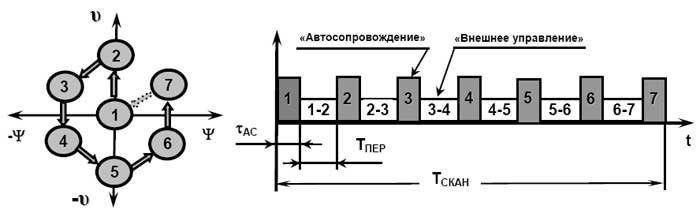 υ
2
3
7
1
-Ψ
Ψ
4
6
5
-υ
«Автосопровождение»
«Внешнее управление»
1 1-2 2 2-3 3 3-4 4 4-5 5 5-6 6 6-7 7
τАС
TПЕР
t
TСКАН